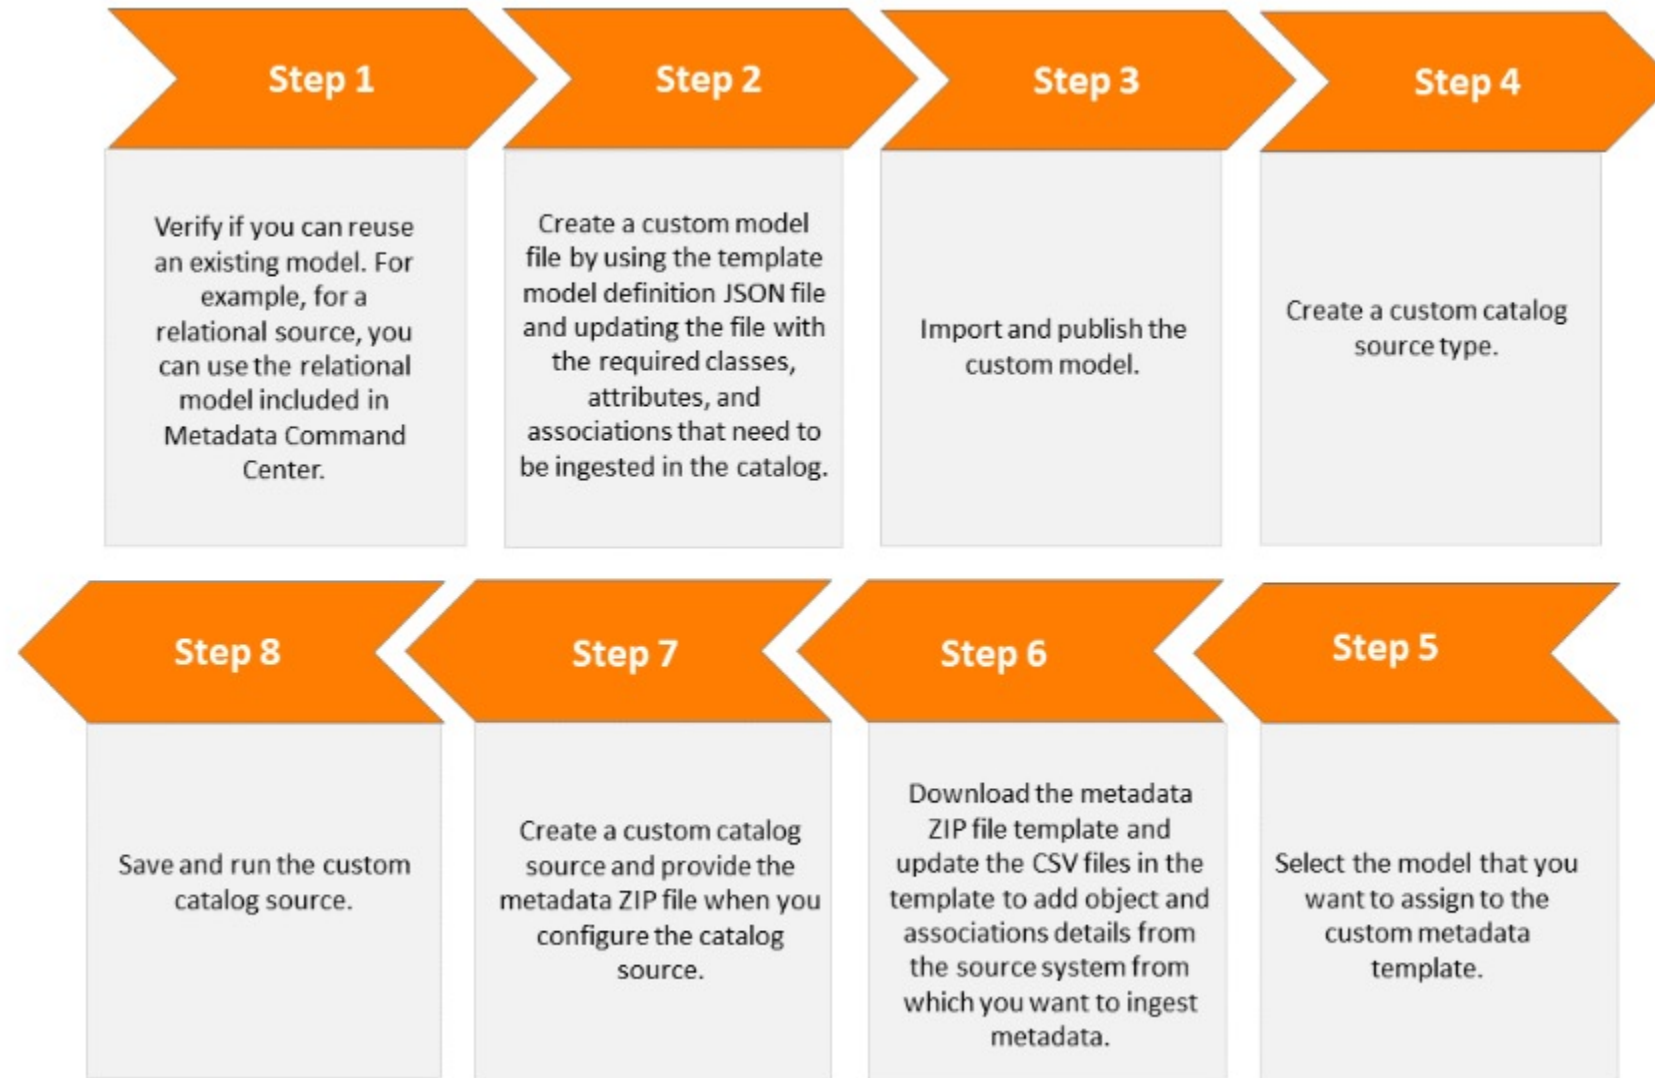 Step 1
Verify if you can reuse
an existing model. For
example, for a
relational source, you
can use the relational
model included in
Metadata Command
Center.
Step 2
Create a custom model
file by using the template
model definition JSON file
and updating the file with
the required classes,
attributes, and
associations that need to
be ingested in the catalog.
Step 3
Import and publish the
custom model.
Step 4
Create a custom catalog
source type.
Step 5
Select the model that you
want to assign to the
custom metadata
template.
Step 6
Download the metadata
ZIP file template and
update the CSV files in the
template to add object and
associations details from
the source system from
which you want to ingest
metadata.
Step 7
Create a custom catalog
source and provide the
metadata ZIP file when you
configure the catalog
source.
Step 8
Save and run the custom
catalog source.